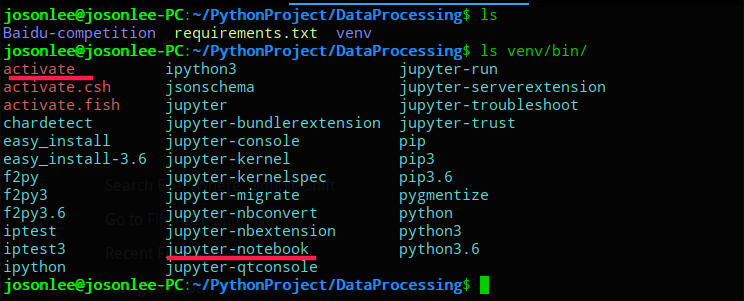 josonlee@josonlee-PC:~/PythonProject/DataProcessing$ ls
Baidu-competition requirements.txt venv
josonlee@josonlee-PC:~/PythonProject/DataProcessing$ ls venv/bin/
activate ipython3 jupyter-run
activate.csh jsonschema jupyter-serverextension
activate.fish jupyter jupyter-troubleshoot
chardetect jupyter-bundlerextension jupyter-trust
easy_install jupyter-console pip
easy_install-3.6 jupyter-kernel pip3
f2py jupyter-kernelspec pip3.6
f2py3 jupyter-migrate pygmentize
f2py3.6 jupyter-nbconvert python
iptest jupyter-nbextension python3
iptest3 jupyter-notebook python3.6
ipython jupyter-qtconsole
josonlee@josonlee-PC:~/PythonProject/DataProcessing$